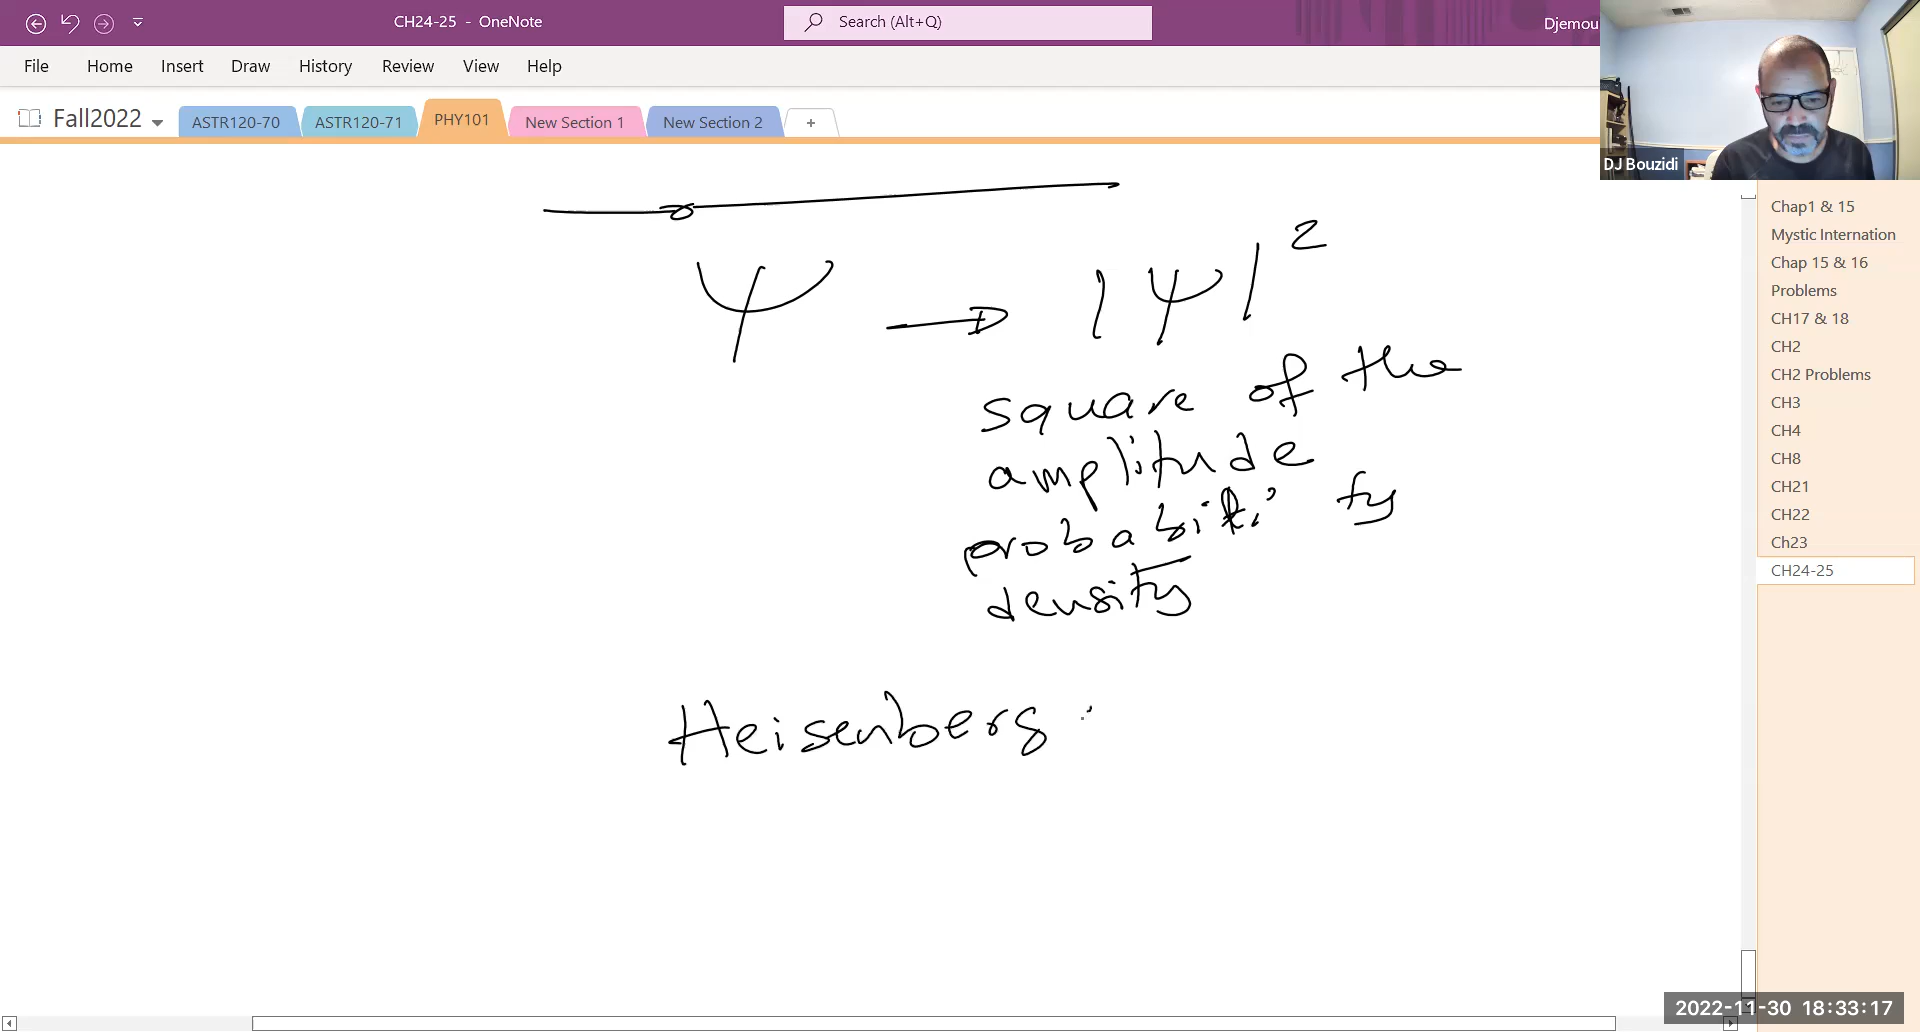 CH24-25 - OneNote
Search (Alt+Q)
Djemou
File Home Insert Draw History Review View Help
Fall2022
ASTR120-70
ASTR120-71
PHY101
New Section 1
New Section 2
+
DJ Bouzidi
ψ → |ψ|²
square of the
amplitude
probability
density
Heisenberg
Chap1 & 15
Mystic Internation
Chap 15 & 16
Problems
CH17 & 18
CH2
CH2 Problems
CH3
CH4
CH8
CH21
CH22
Ch23
CH24-25
2022-11-30 18:33:17